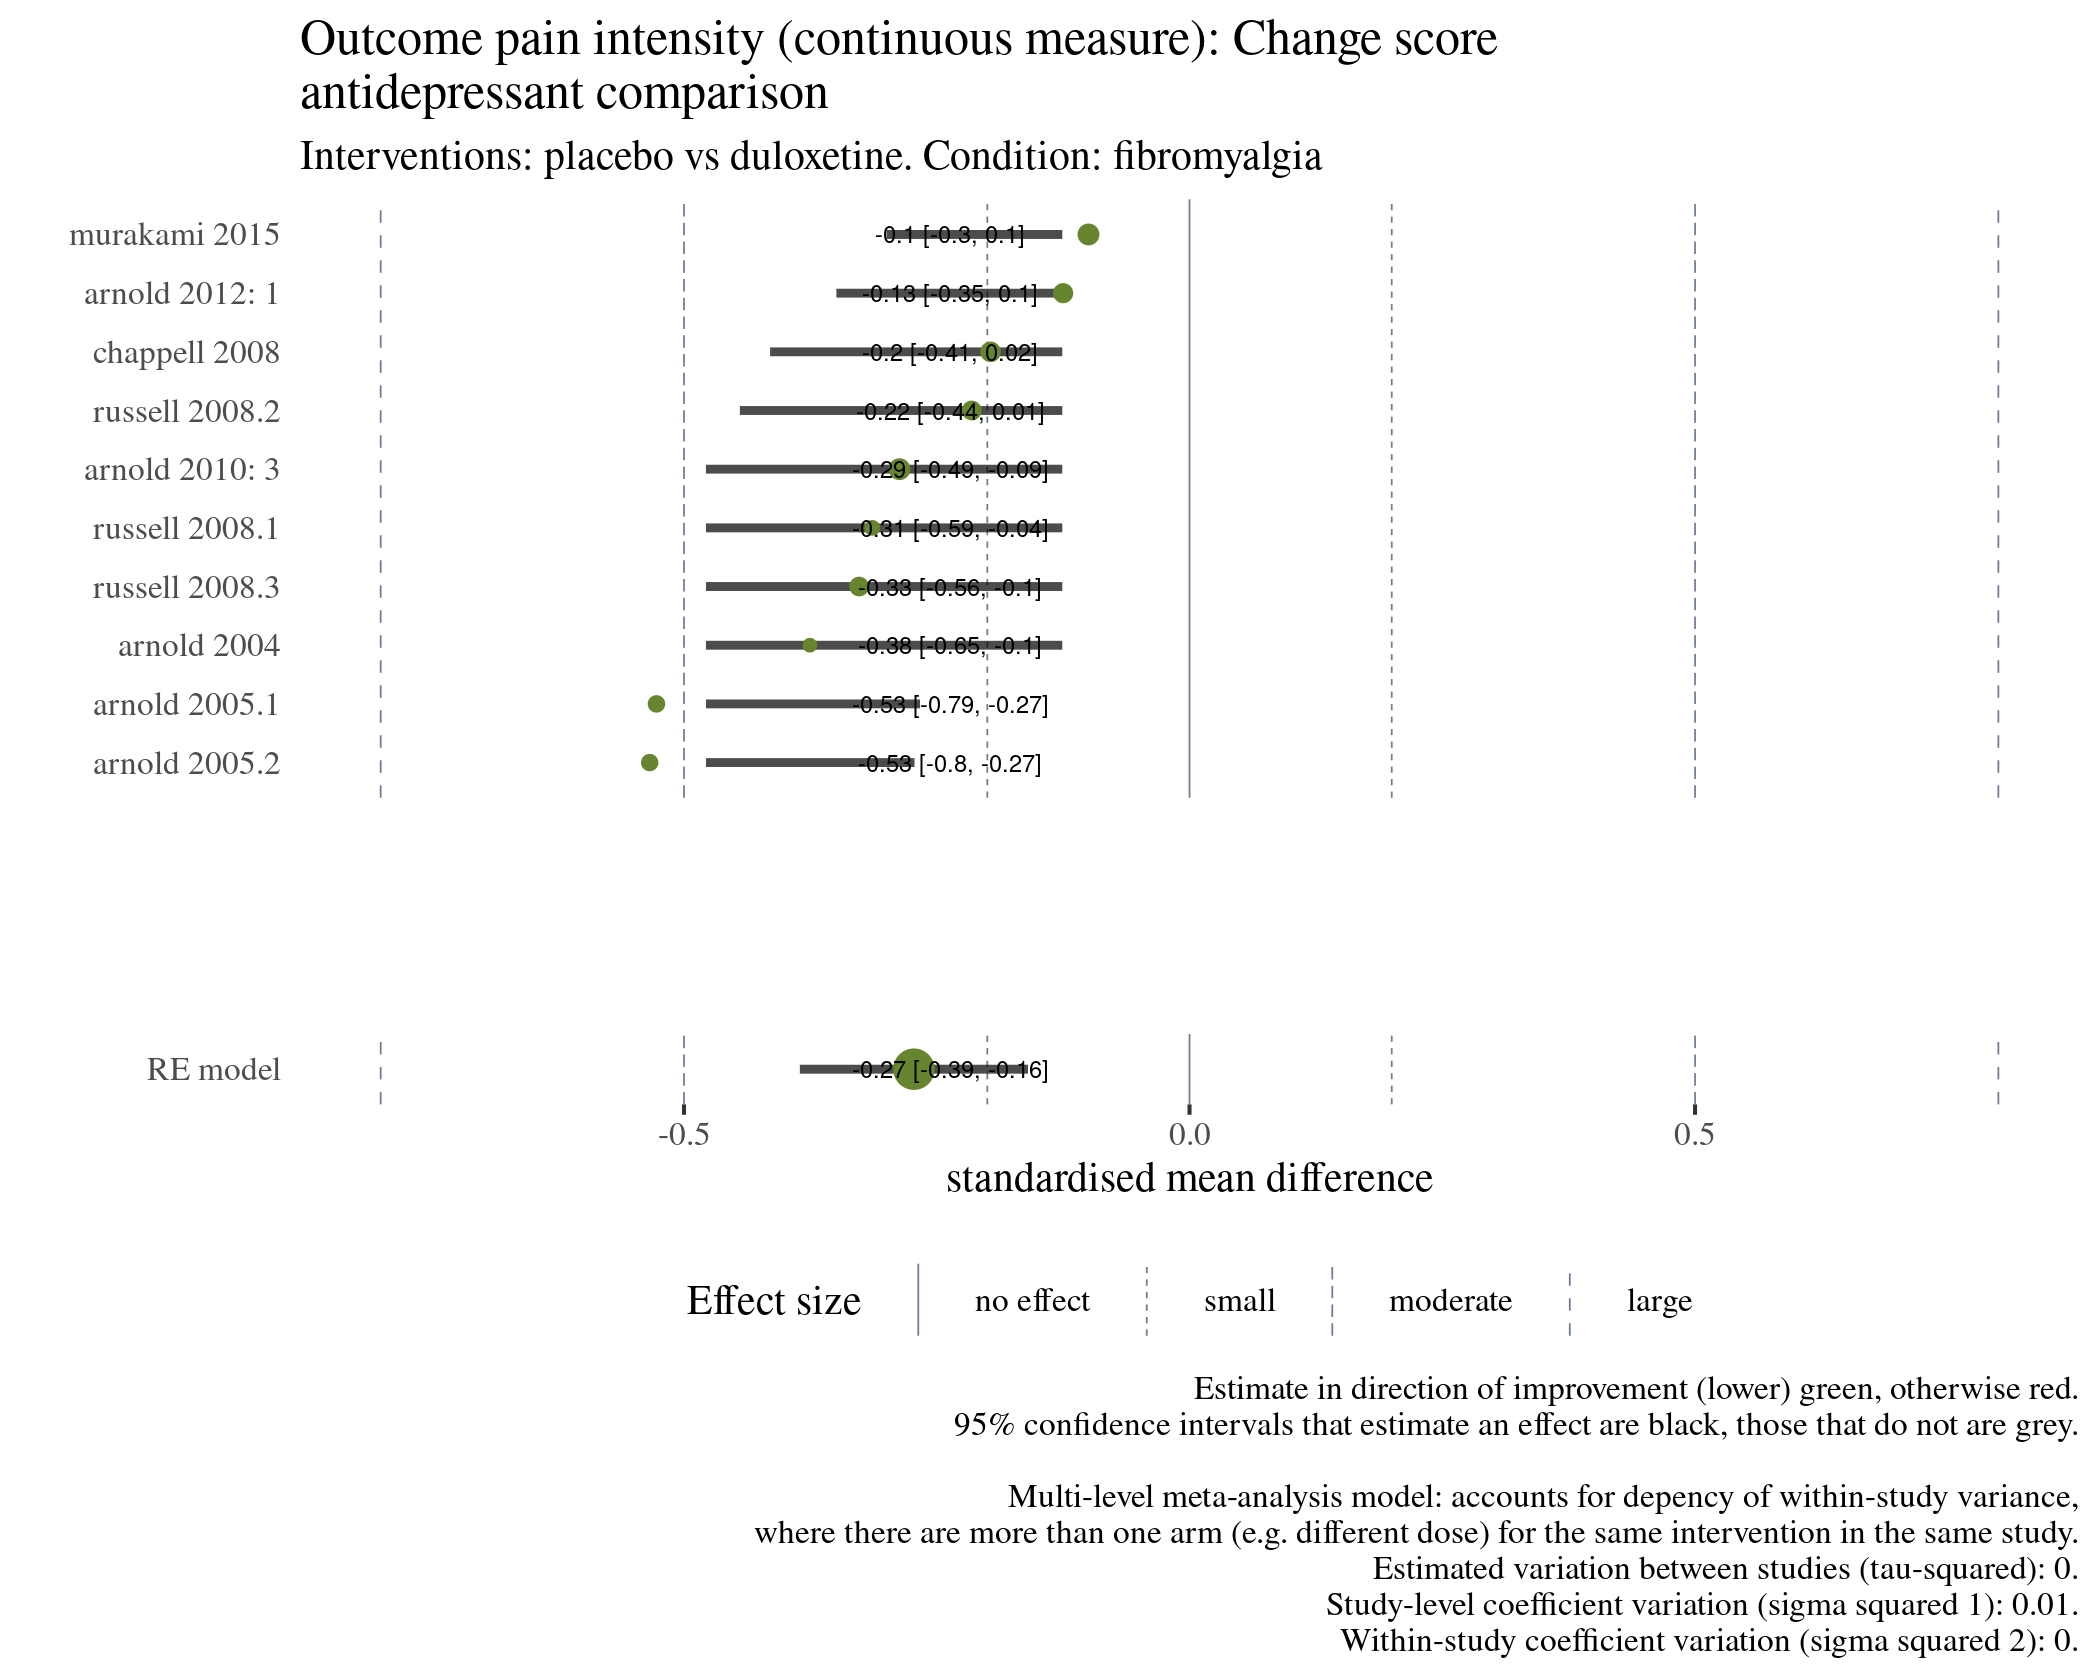 Outcome pain intensity (continuous measure): Change score
antidepressant comparison
Interventions: placebo vs duloxetine. Condition: fibromyalgia
murakami 2015 -0.1 [-0.3, 0.1]
arnold 2012: 1 -0.13 [-0.35, 0.1]
chappell 2008 -0.2 [-0.41, 0.02]
russell 2008.2 -0.22 [-0.44, 0.01]
arnold 2010: 3 -0.29 [-0.49, -0.09]
russell 2008.1 -0.31 [-0.59, -0.04]
russell 2008.3 -0.33 [-0.56, -0.1]
arnold 2004 -0.38 [-0.65, -0.1]
arnold 2005.1 -0.53 [-0.79, -0.27]
arnold 2005.2 -0.53 [-0.8, -0.27]
RE model -0.27 [-0.39, -0.16]
-0.5 0.0 0.5
standardised mean difference
Effect size no effect small moderate large
Estimate in direction of improvement (lower) green, otherwise red.
95% confidence intervals that estimate an effect are black, those that do not are grey.
Multi-level meta-analysis model: accounts for depency of within-study variance,
where there are more than one arm (e.g. different dose) for the same intervention in the same study.
Estimated variation between studies (tau-squared): 0.
Study-level coefficient variation (sigma squared 1): 0.01.
Within-study coefficient variation (sigma squared 2): 0.